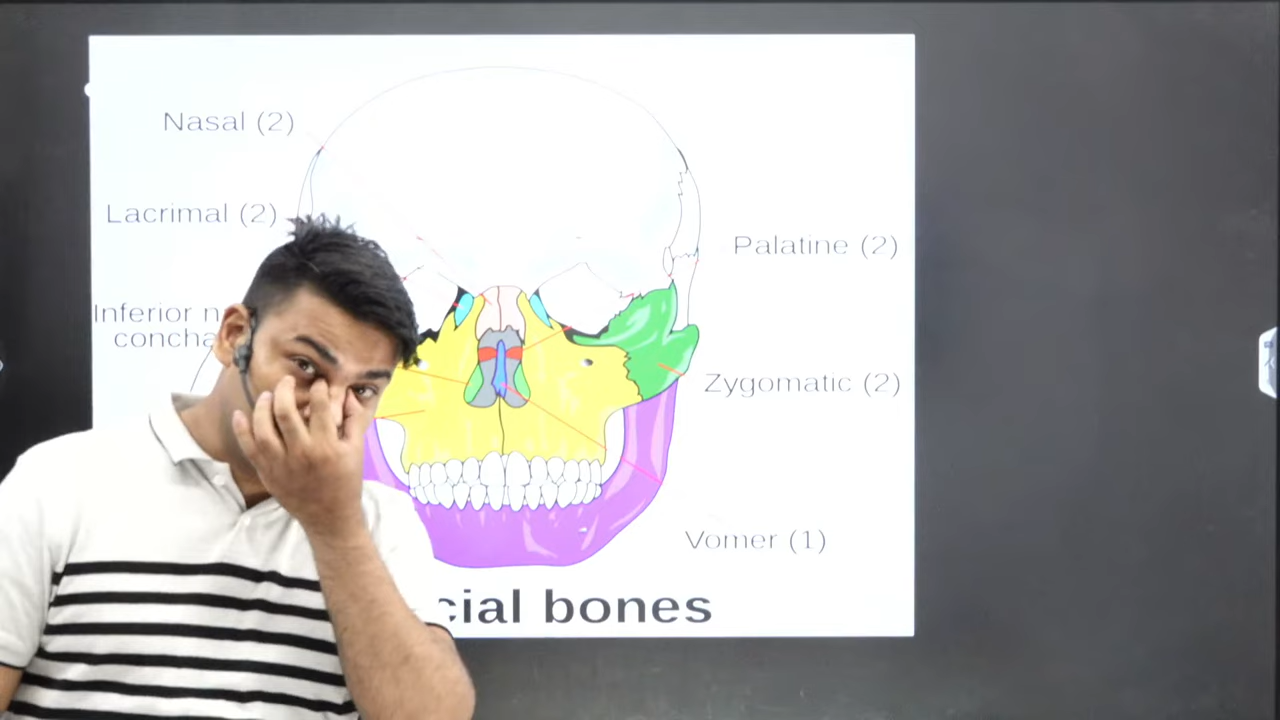 Nasal (2)
Lacrimal (2)
Inferior n
concha
Palatine (2)
Zygomatic (2)
Vomer (1)
cial bones